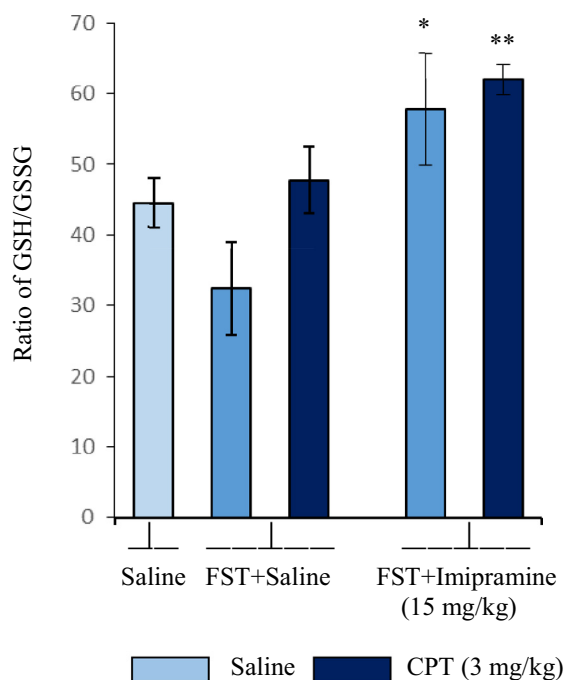 70
60
50
40
30
20
10
0
Ratio of GSH/GSSG
*
**
Saline FST+Saline FST+Imipramine
(15 mg/kg)
Saline CPT (3 mg/kg)